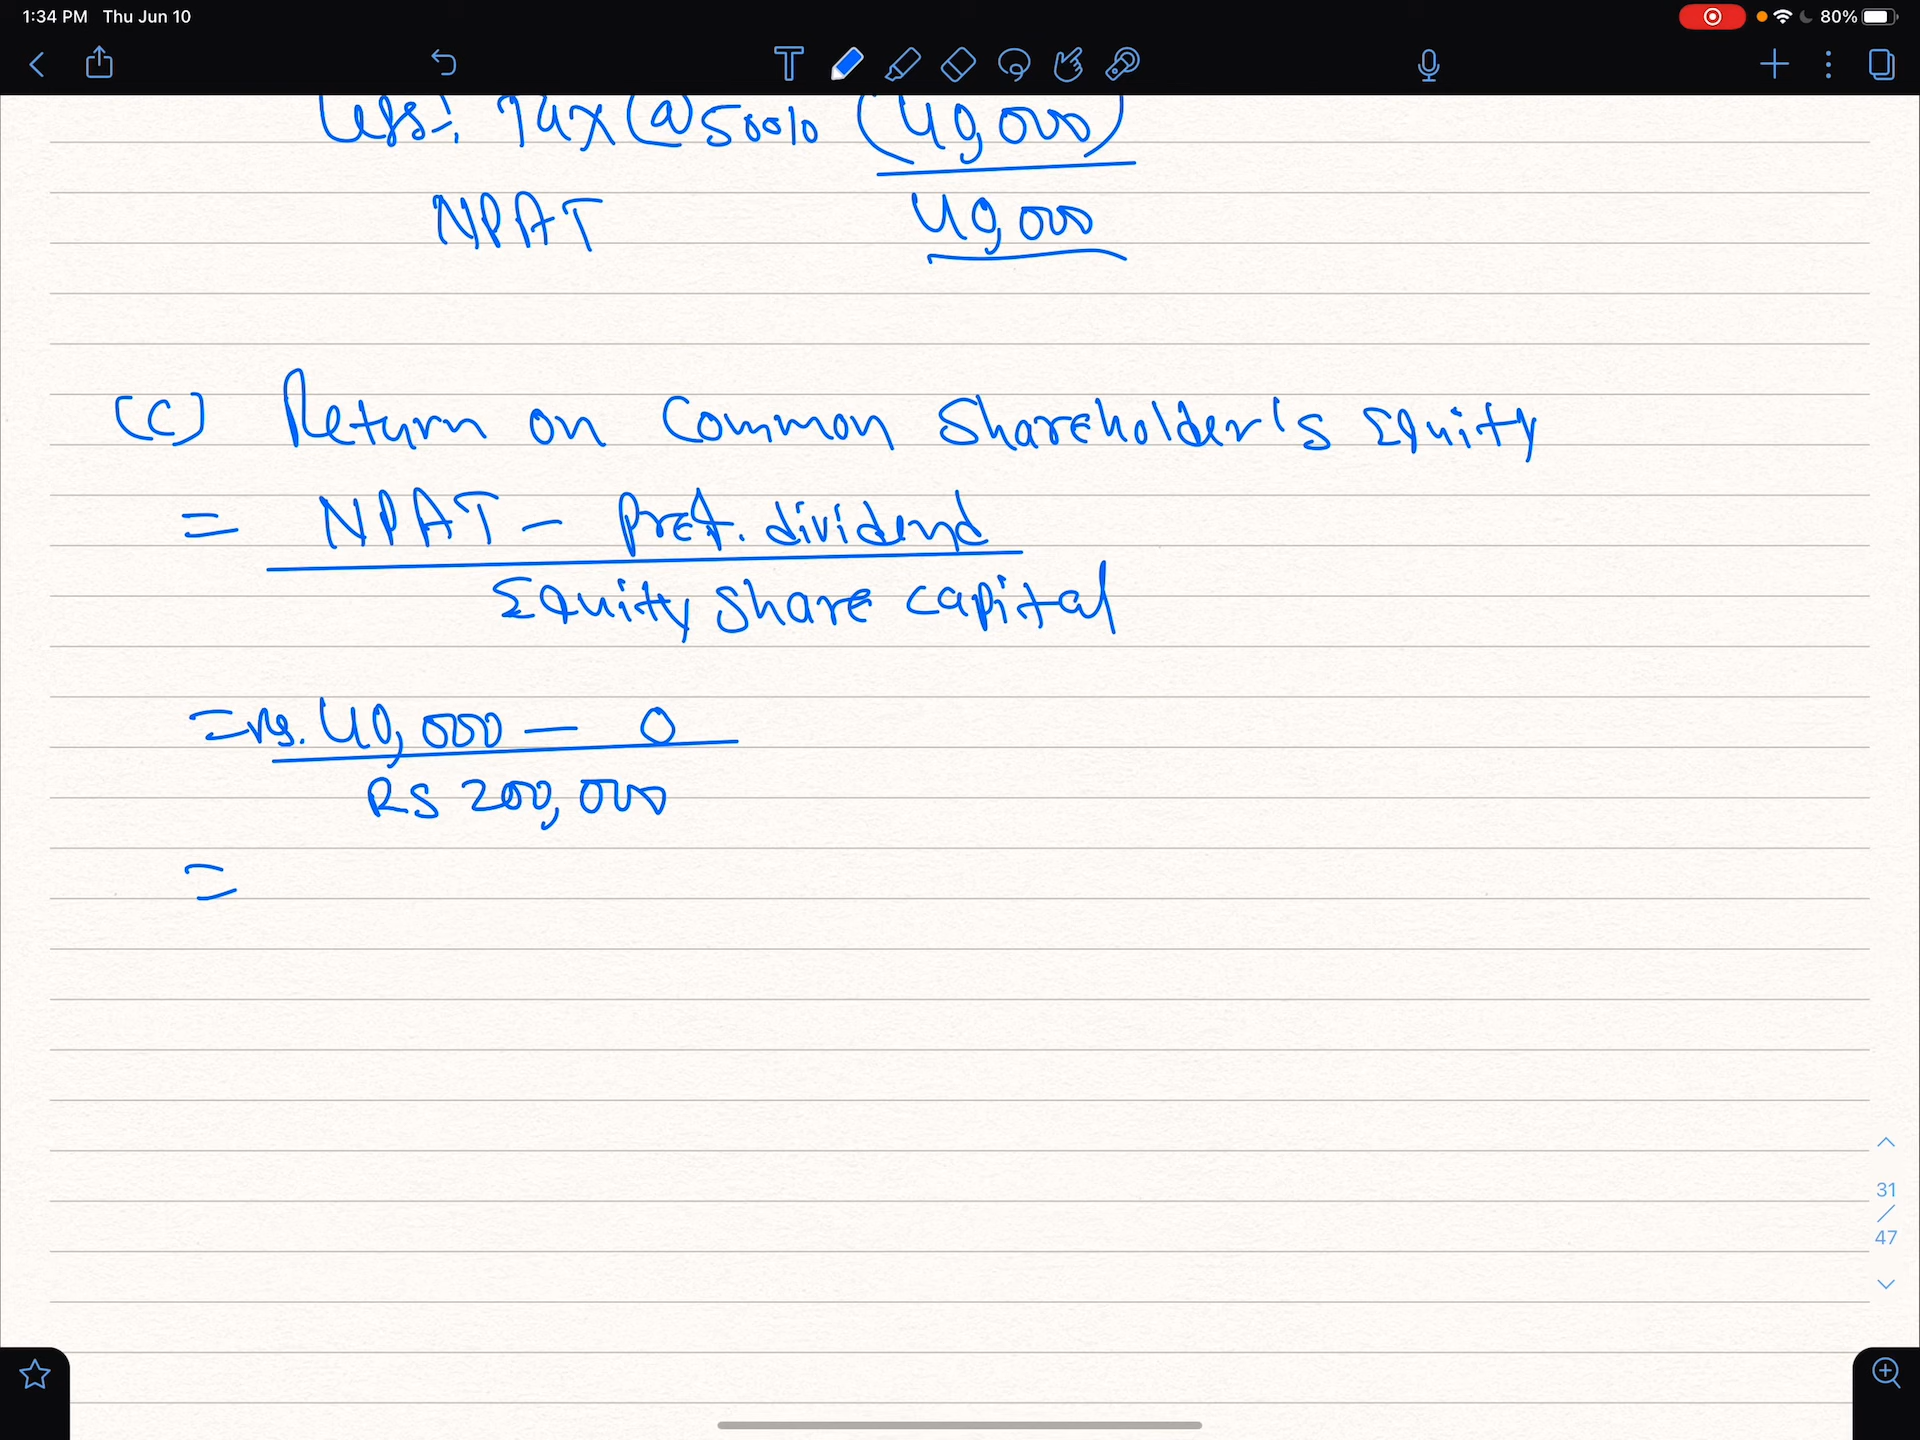 1:34 PM Thu Jun 10
80%
Less: Tax @ 50% (40,000)
NPAT 40,000
(C) Return on Common Shareholder's Equity
= NPAT - Pref. dividend
Equity Share capital
= Rs. 40,000 - 0
Rs 200,000
=
31
/
47